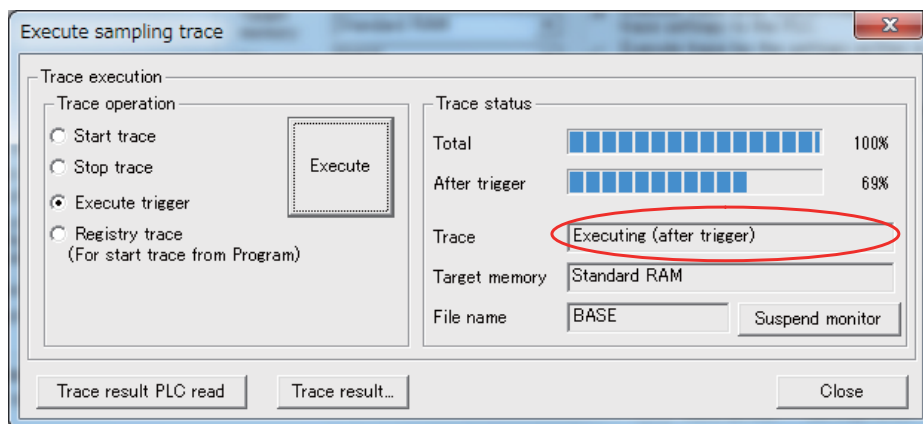 Execute sampling trace
Trace execution
Trace operation
Start trace
Stop trace
Execute trigger
Registry trace
(For start trace from Program)
Execute
Trace status
Total 100%
After trigger 69%
Trace Executing (after trigger)
Target memory Standard RAM
File name BASE Suspend monitor
Trace result PLC read Trace result... Close